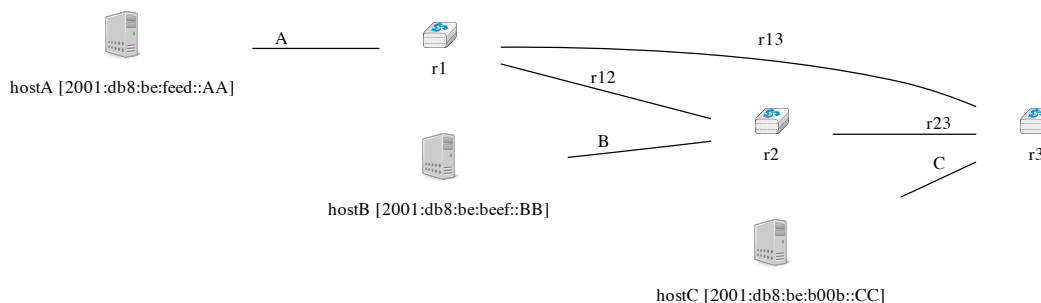 A
r13
r1
hostA [2001:db8:be:feed::AA]
r12
r23
B
r2
r3
C
hostB [2001:db8:be:beef::BB]
hostC [2001:db8:be:b00b::CC]